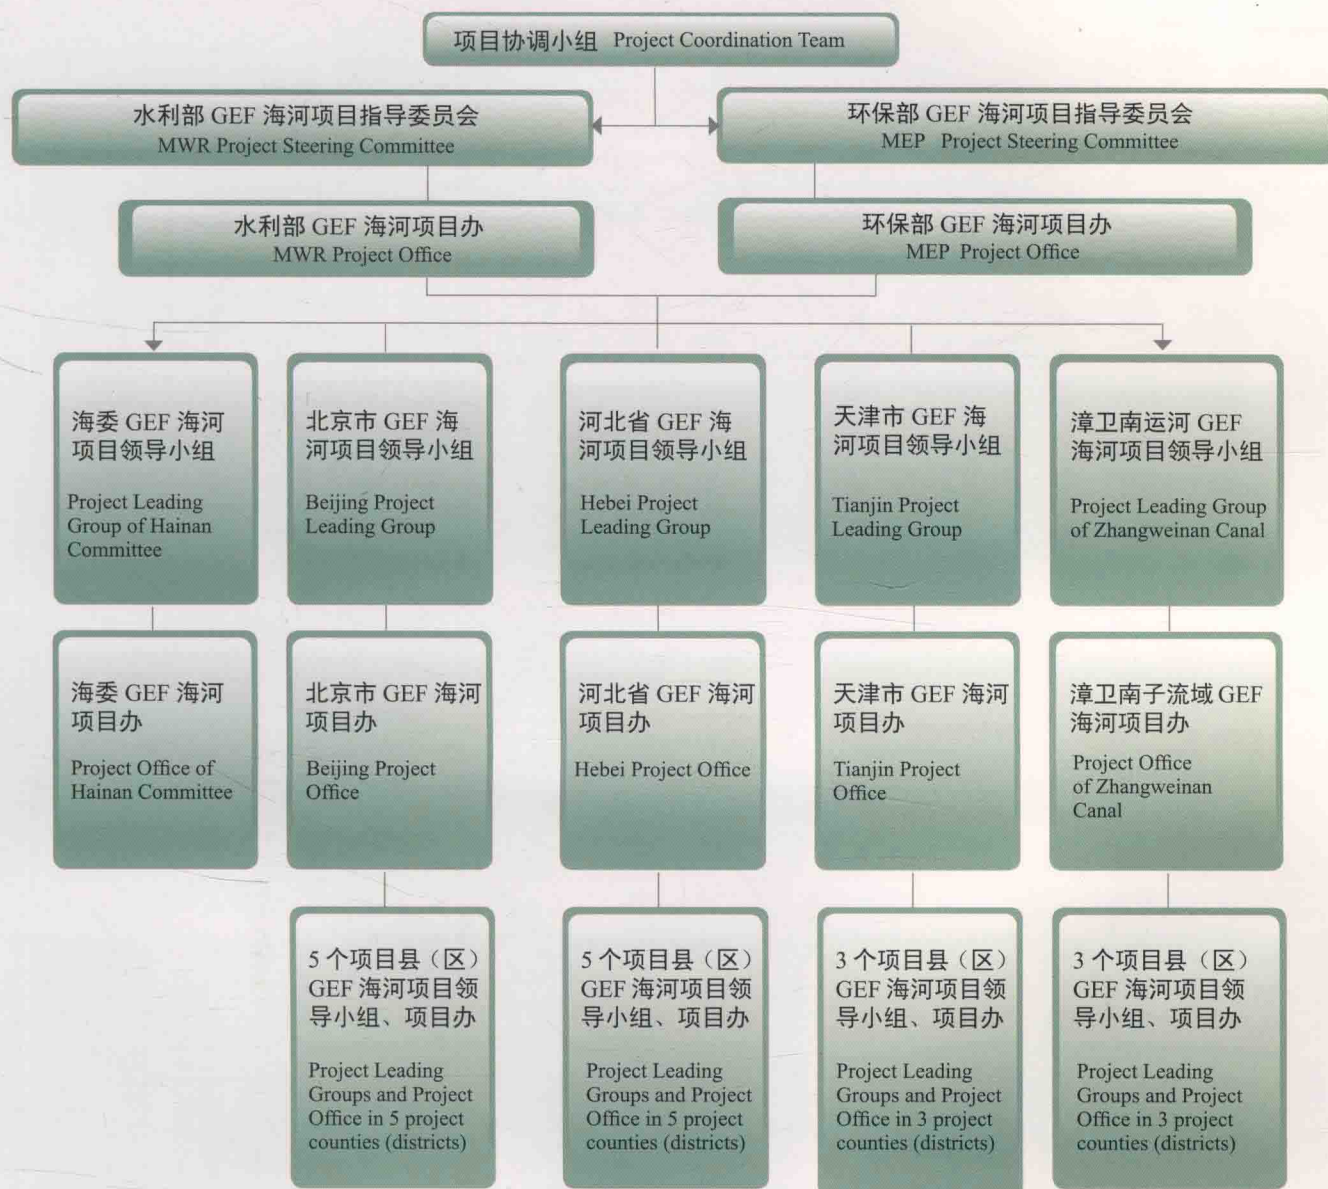 项目协调小组 Project Coordination Team
水利部 GEF 海河项目指导委员会
MWR Project Steering Committee
环保部 GEF 海河项目指导委员会
MEP Project Steering Committee
水利部 GEF 海河项目办
MWR Project Office
环保部 GEF 海河项目办
MEP Project Office
海委 GEF 海河
项目领导小组
Project Leading
Group of Hainan
Committee
北京市 GEF 海
河项目领导小组
Beijing Project
Leading Group
河北省 GEF 海
河项目领导小组
Hebei Project
Leading Group
天津市 GEF 海
河项目领导小组
Tianjin Project
Leading Group
漳卫南运河 GEF
海河项目领导小组
Project Leading Group
of Zhangweinan Canal
海委 GEF 海河
项目办
Project Office of
Hainan Committee
北京市 GEF 海河
项目办
Beijing Project
Office
河北省 GEF 海河
项目办
Hebei Project Office
天津市 GEF 海河
项目办
Tianjin Project
Office
漳卫南子流域 GEF
海河项目办
Project Office
of Zhangweinan
Canal
5 个项目县（区）
GEF 海河项目领
导小组、项目办
Project Leading
Groups and Project
Office in 5 project
counties (districts)
5 个项目县（区）
GEF 海河项目领
导小组、项目办
Project Leading
Groups and Project
Office in 5 project
counties (districts)
3 个项目县（区）
GEF 海河项目领
导小组、项目办
Project Leading
Groups and Project
Office in 3 project
counties (districts)
3 个项目县（区）
GEF 海河项目领
导小组、项目办
Project Leading
Groups and Project
Office in 3 project
counties (districts)